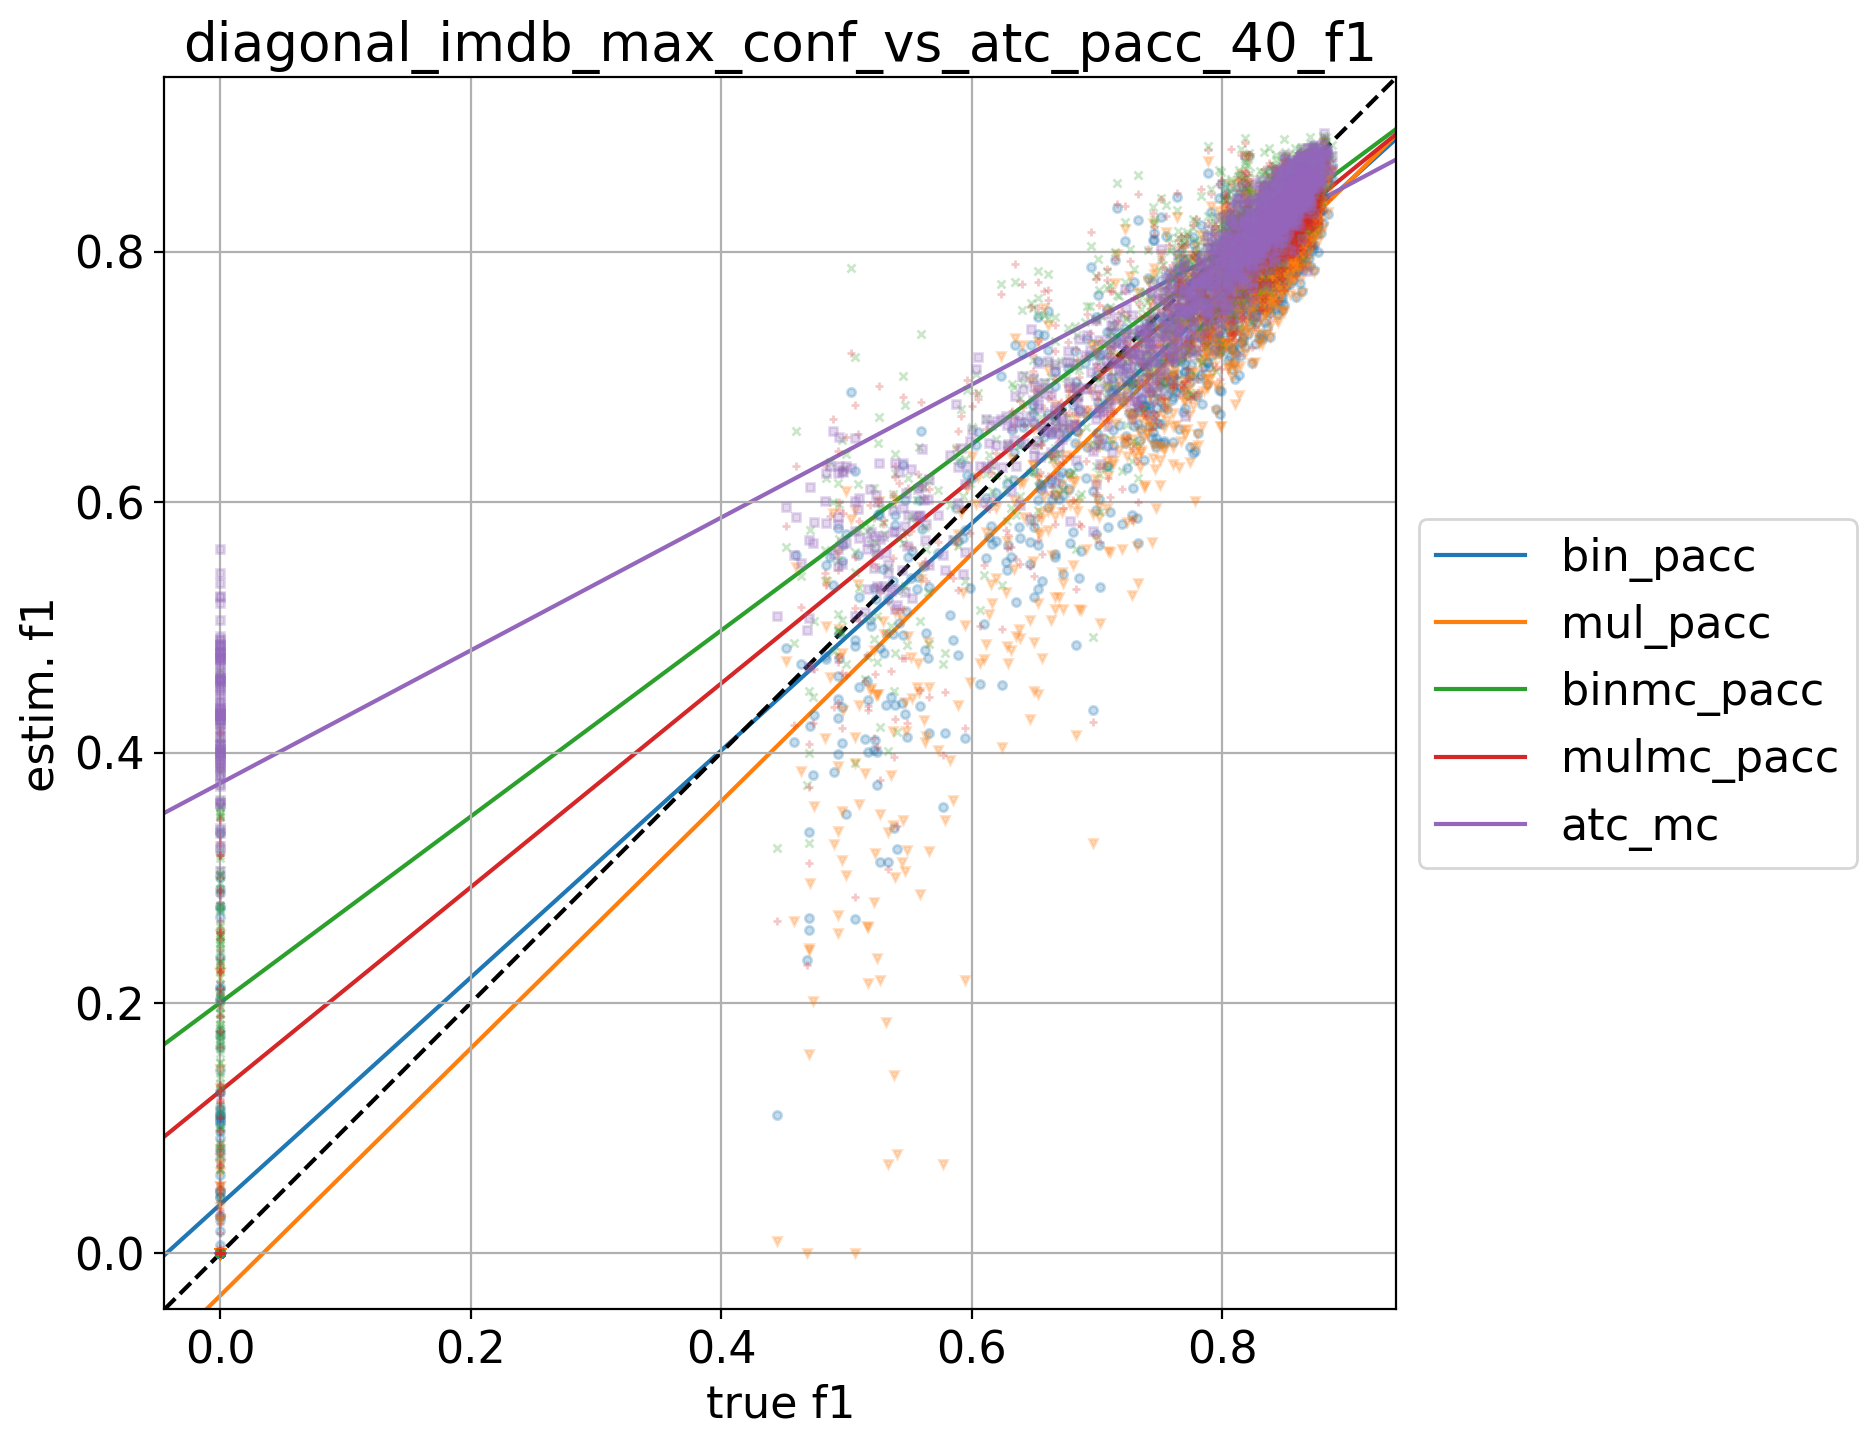 diagonal_imdb_max_conf_vs_atc_pacc_40_f1
estim. f1
0.8
0.6
0.4
0.2
0.0
0.0 0.2 0.4 0.6 0.8
true f1
bin_pacc
mul_pacc
binmc_pacc
mulmc_pacc
atc_mc